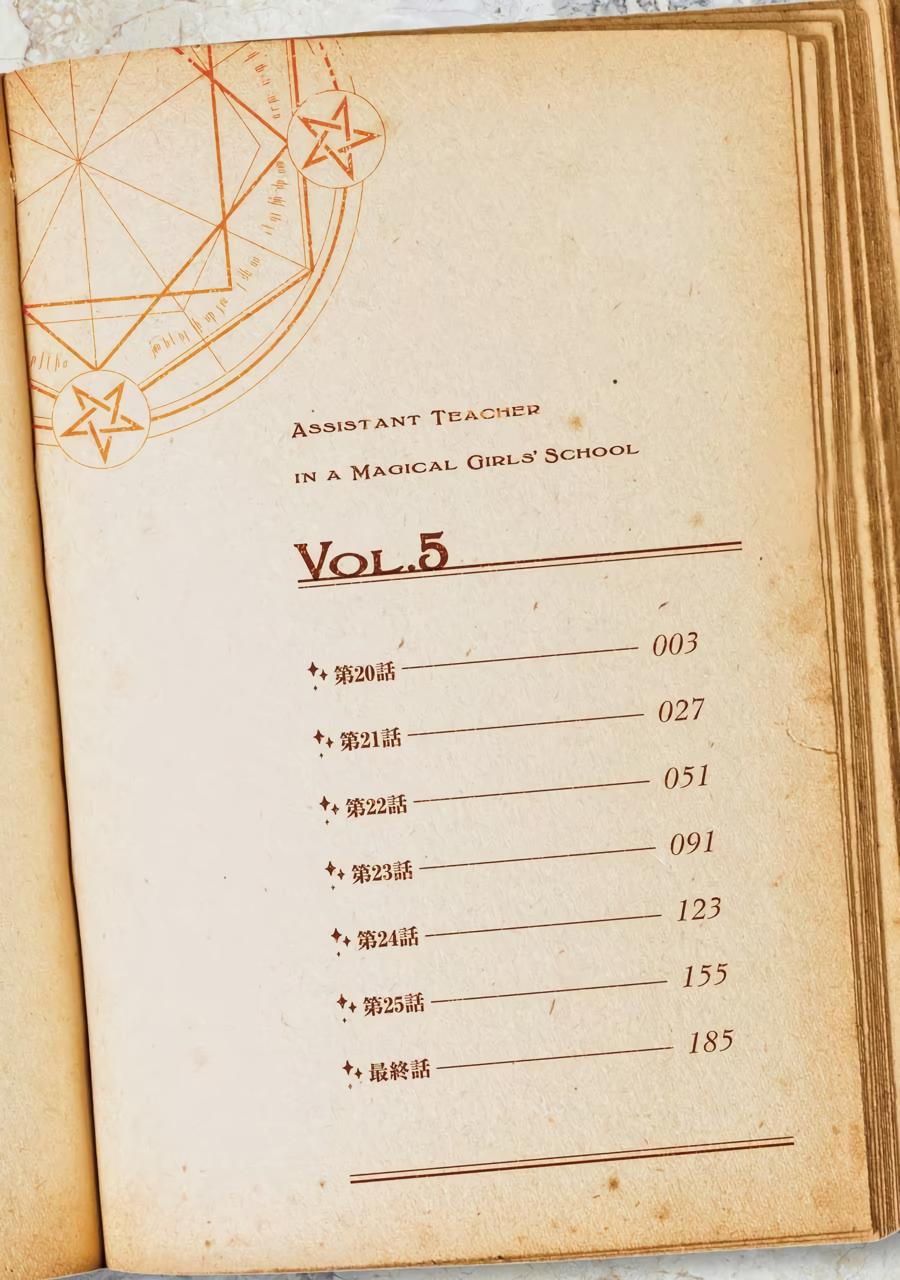 ASSISTANT TEACHER
IN A MAGICAL GIRLS' SCHOOL
VOL.5
第20話 003
第21話 027
第22話 051
第23話 091
第24話 123
第25話 155
最終話 185